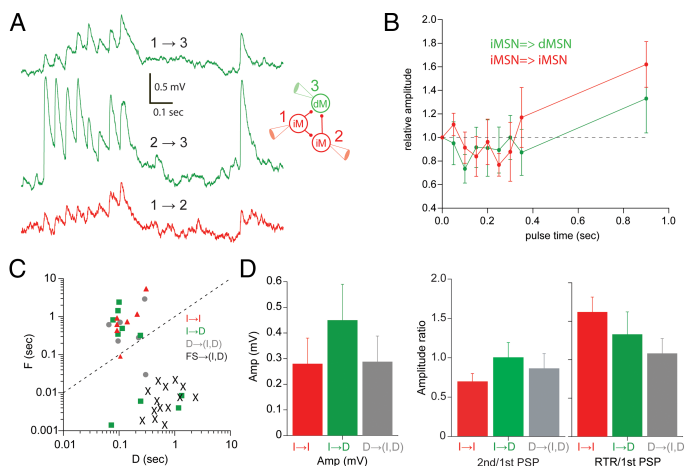 A
1 → 3
0.5 mV
0.1 sec
2 → 3
1 → 2
3
dM
1
iM
iM
2
B
iMSN=> dMSN
iMSN=> iMSN
relative amplitude
2.0
1.8
1.6
1.4
1.2
1.0
0.8
0.6
0.4
0.0
0.2
0.4
0.6
0.8
1.0
pulse time (sec)
C
F (sec)
10
1
0.1
0.01
0.001
0.01
0.1
1
10
D (sec)
I→I
I→D
D→(I,D)
FS→(I,D)
D
Amp (mV)
0.6
0.4
0.2
0.0
I→I
I→D
D→(I,D)
Amp (mV)
Amplitude ratio
2.0
1.5
1.0
0.5
0.0
I→I
I→D
D→(I,D)
2nd/1st PSP
I→I
I→D
D→(I,D)
RTR/1st PSP